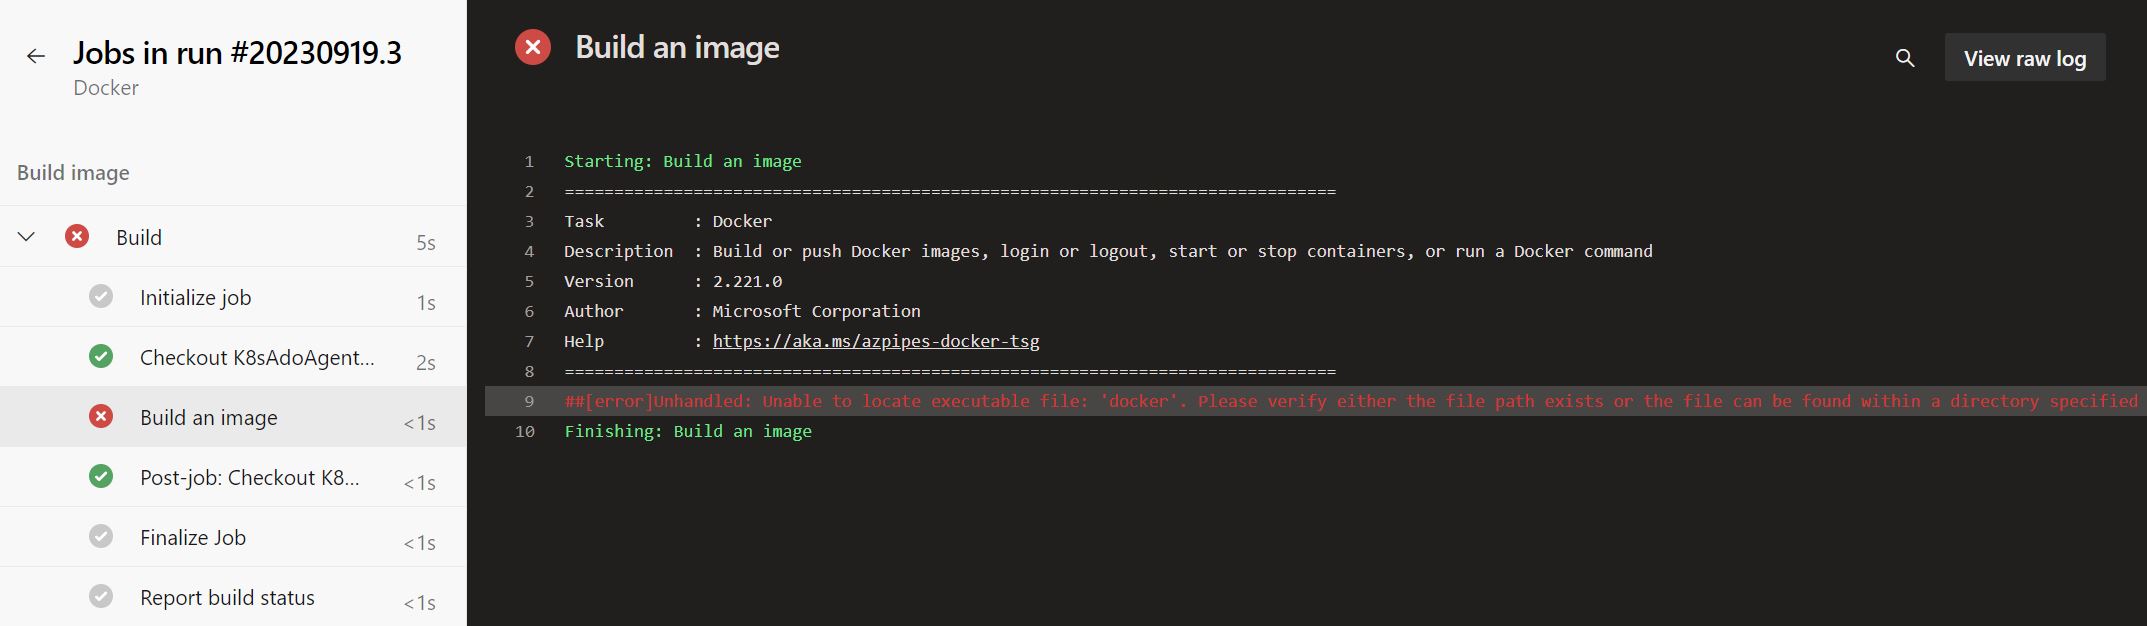 Jobs in run #20230919.3
Docker
Build image
Build 5s
Initialize job 1s
Checkout K8sAdoAgent... 2s
Build an image <1s
Post-job: Checkout K8... <1s
Finalize Job <1s
Report build status <1s
Build an image
View raw log
1 Starting: Build an image
2 ==============================================================================
3 Task : Docker
4 Description : Build or push Docker images, login or logout, start or stop containers, or run a Docker command
5 Version : 2.221.0
6 Author : Microsoft Corporation
7 Help : https://aka.ms/azpipes-docker-tsg
8 ==============================================================================
9 ##[error]Unhandled: Unable to locate executable file: 'docker'. Please verify either the file path exists or the file can be found within a directory specified
10 Finishing: Build an image